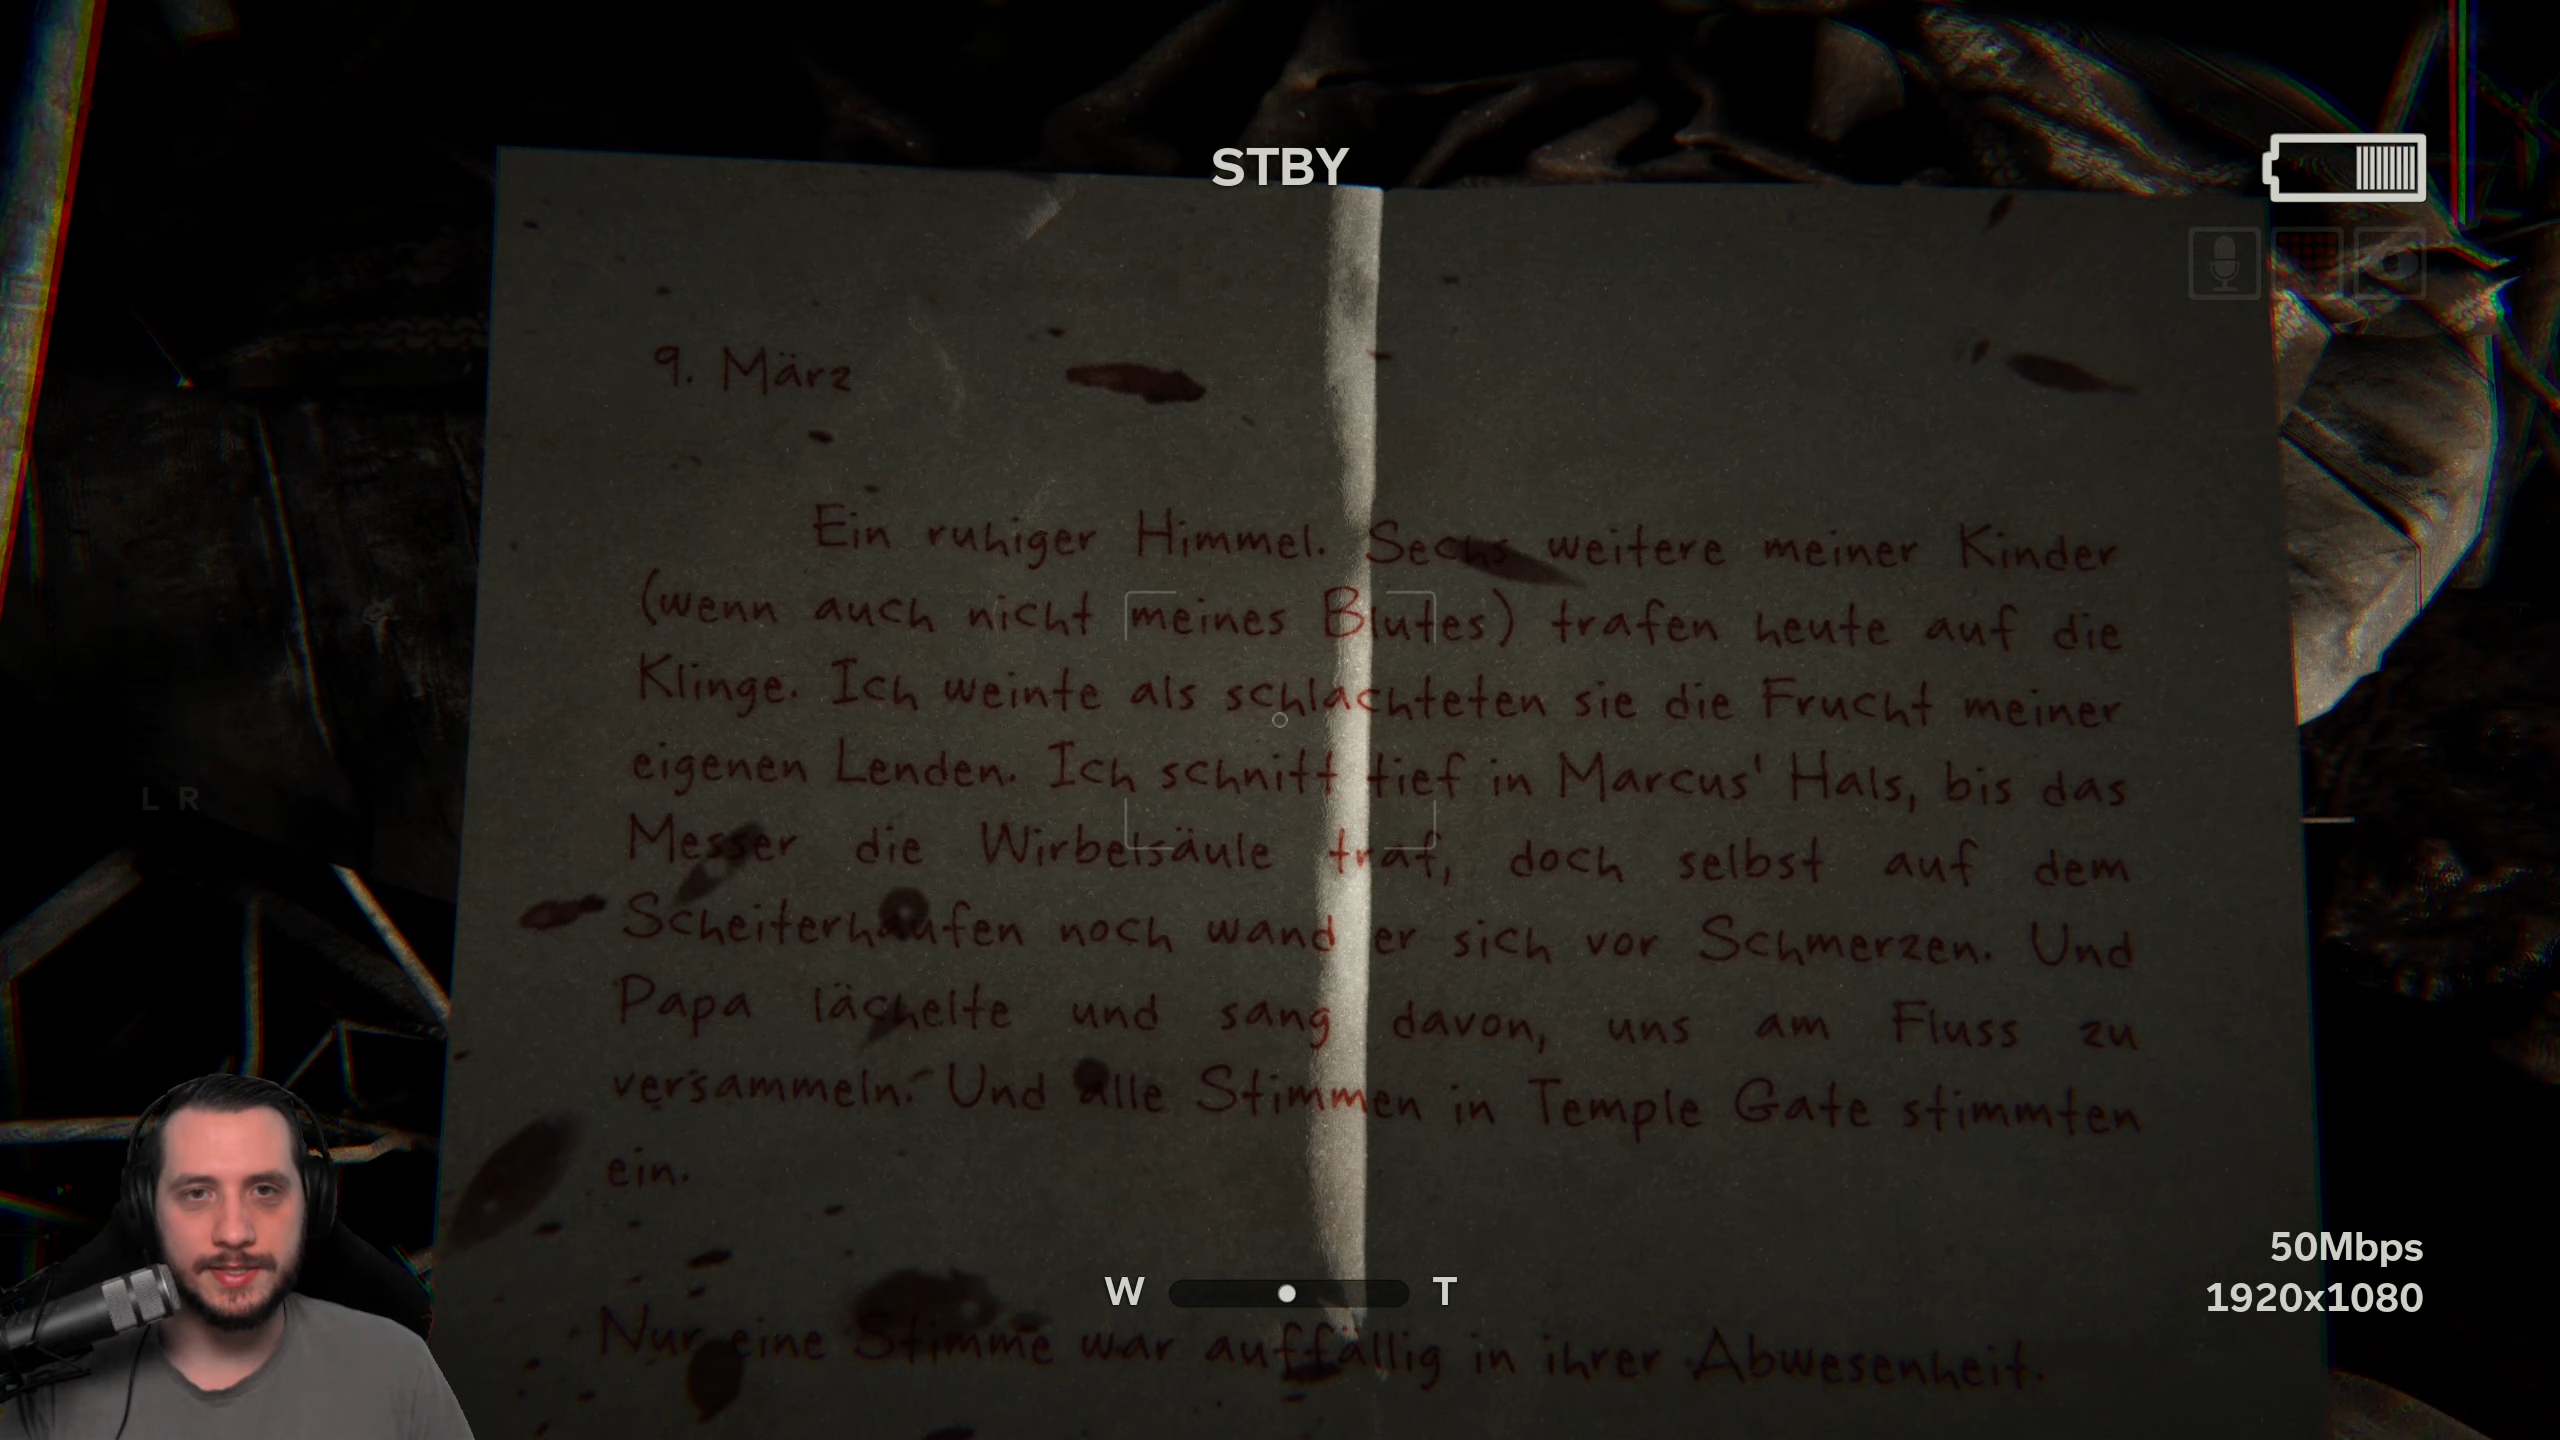 STBY
9. März
Ein ruhiger Himmel. Sechs weitere meiner Kinder
(wenn auch nicht meines Blutes) trafen heute auf die
Klinge. Ich weinte als schlachteten sie die Frucht meiner
eigenen Lenden. Ich schnitt tief in Marcus' Hals, bis das
Messer die Wirbelsäule traf, doch selbst auf dem
Scheiterhaufen noch wand er sich vor Schmerzen. Und
Papa lächelte und sang davon, uns am Fluss zu
versammeln. Und alle Stimmen in Temple Gate stimmten
ein.
Nur eine Stimme war auffällig in ihrer Abwesenheit.
L R
W T
50Mbps
1920x1080